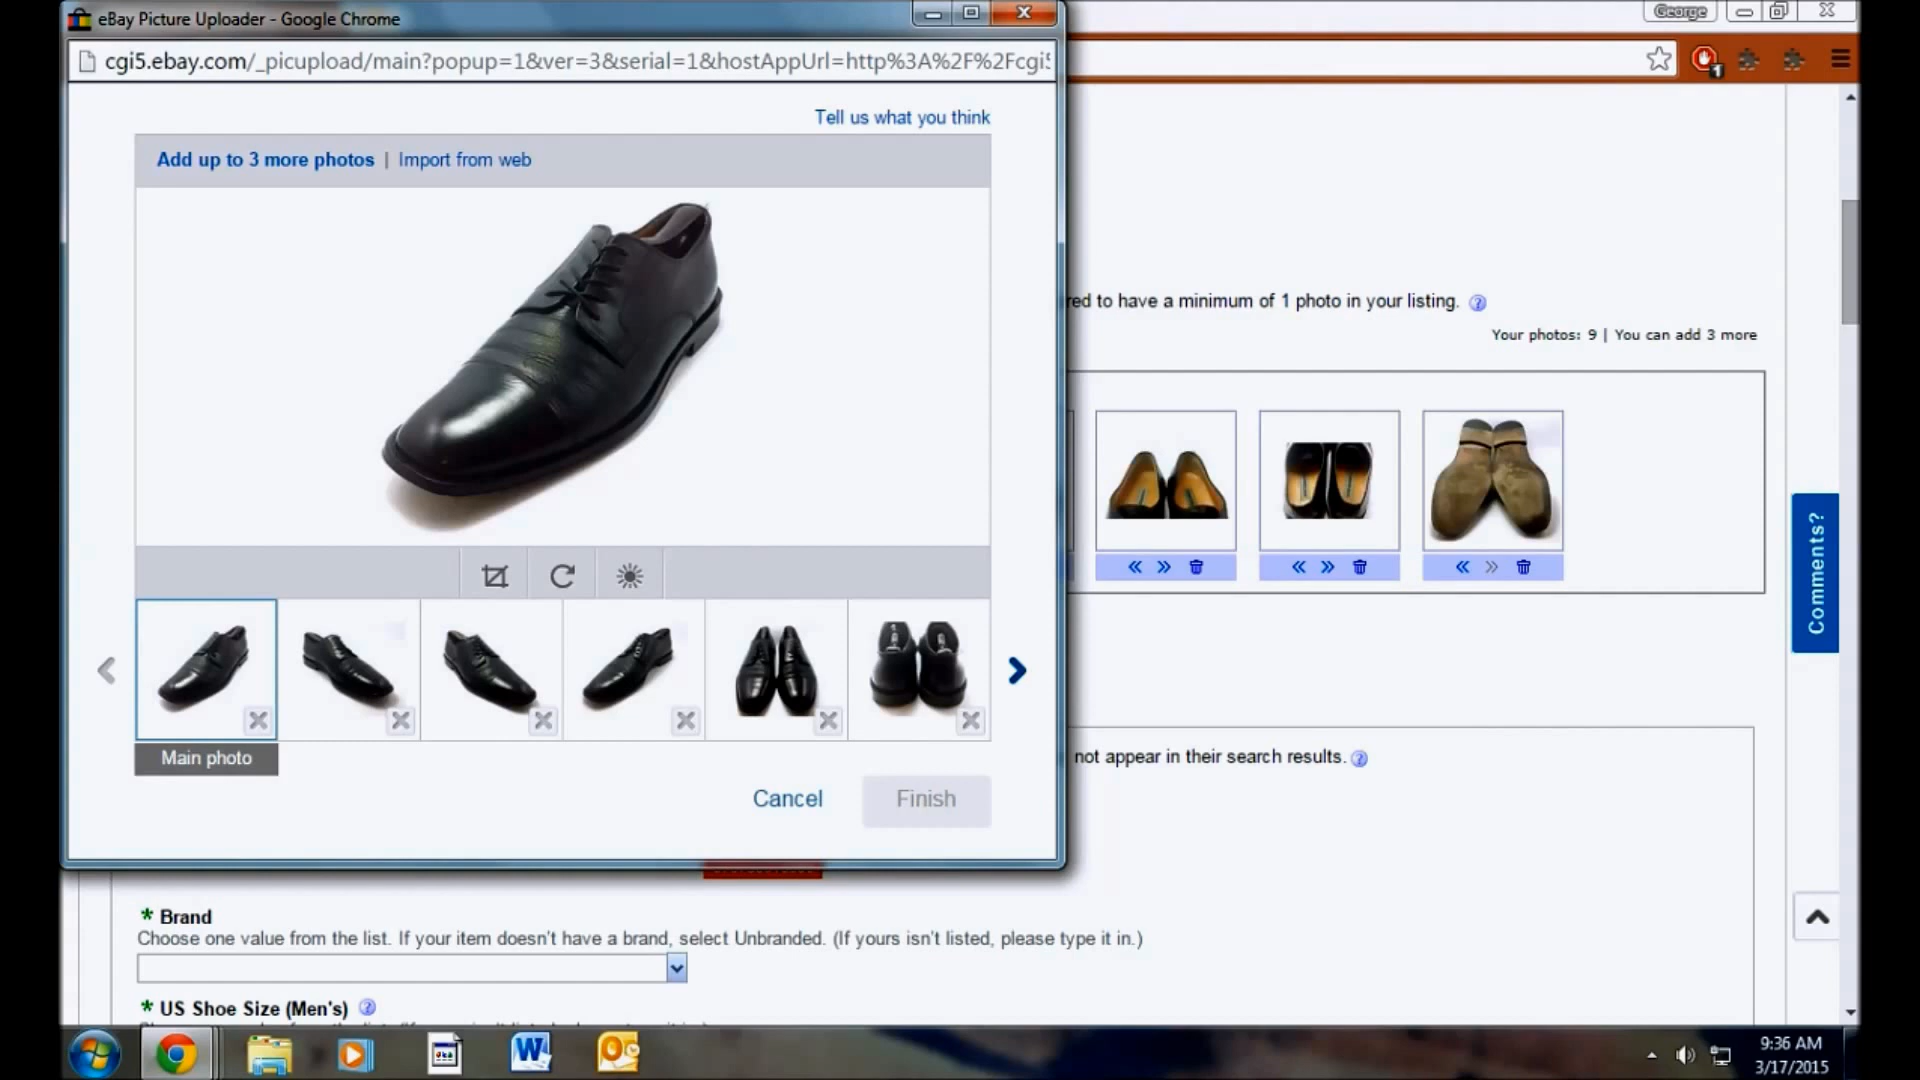 eBay Picture Uploader - Google Chrome
George
cgi5.ebay.com/_picupload/main?popup=1&ver=3&serial=1&hostAppUrl=http%3A%2F%2Fcgi5
1
Tell us what you think
Add up to 3 more photos | Import from web
red to have a minimum of 1 photo in your listing. ?
Your photos: 9 | You can add 3 more
Comments?
Main photo
not appear in their search results. ?
Cancel
Finish
* Brand
Choose one value from the list. If your item doesn't have a brand, select Unbranded. (If yours isn't listed, please type it in.)
* US Shoe Size (Men's) ?
9:36 AM
3/17/2015